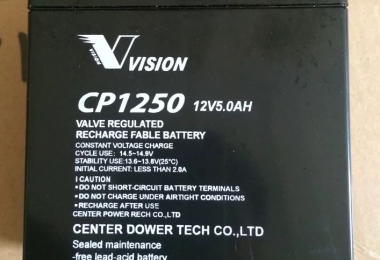 VISION
VISION
CP1250 12V5.0AH
VALVE REGULATED
RECHARGE FABLE BATTERY
CONSTANT VOLTAGE CHARGE
CYCLE USE: 14.5~14.9V
STABILITY USE:13.6~13.8V(25°C)
INITIAL CURRENT: LESS THAN 2.0A
! CAUTION
• DO NOT SHORT-CIRCUIT BATTERY TERMINALS
• DO NOT CHARGE UNDER AIRTIGHT CONDITIONS
• RECHARGE AFTER USE
CENTER POWER RECH CO.,LTD
CENTER DOWER TECH CO.,LTD
Sealed maintenance
-free lead-acid battery